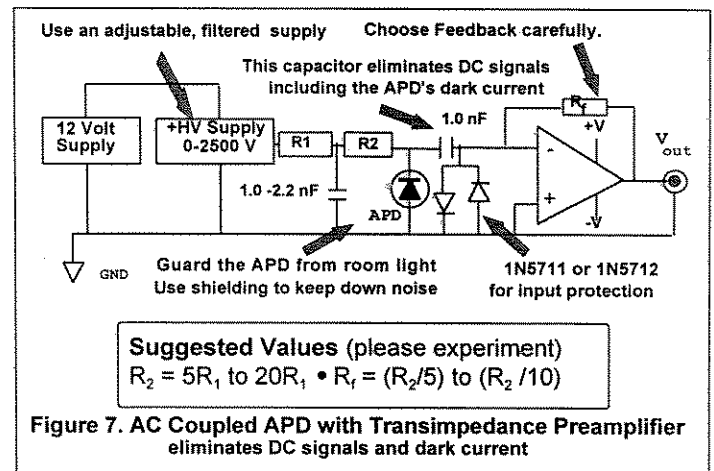 Use an adjustable, filtered supply
Choose Feedback carefully.
This capacitor eliminates DC signals
including the APD's dark current
12 Volt
Supply
+HV Supply
0-2500 V
R1
R2
1.0 nF
Rf
+V
-
+
-V
Vout
1.0 -2.2 nF
APD
GND
Guard the APD from room light
Use shielding to keep down noise
1N5711 or 1N5712
for input protection
Suggested Values (please experiment)
R2 = 5R1 to 20R1 • Rf = (R2/5) to (R2 /10)
Figure 7. AC Coupled APD with Transimpedance Preamplifier
eliminates DC signals and dark current